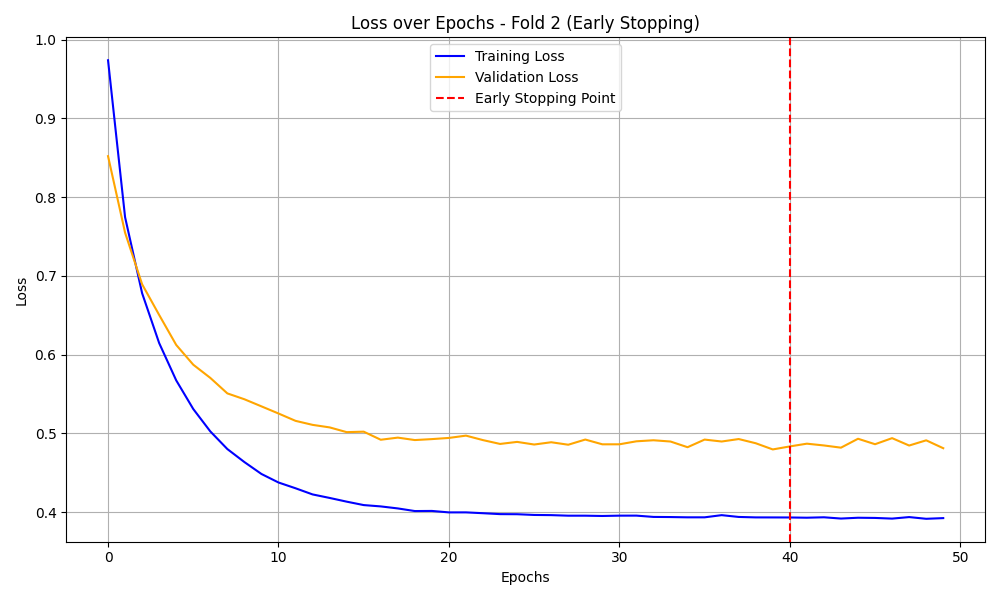 Loss over Epochs - Fold 2 (Early Stopping)
Training Loss
Validation Loss
Early Stopping Point
1.0
0.9
0.8
0.7
0.6
0.5
0.4
Loss
0 10 20 30 40 50
Epochs